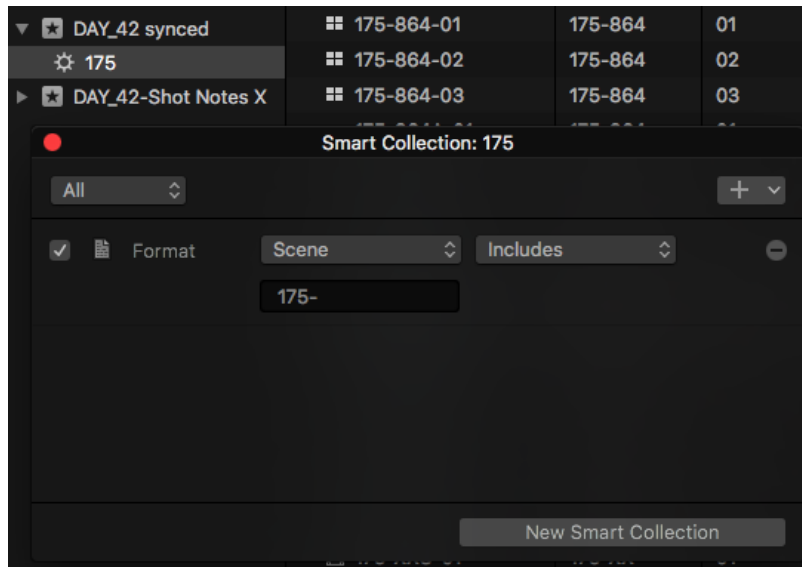 DAY_42 synced 175-864-01 175-864 01
175 175-864-02 175-864 02
DAY_42-Shot Notes X 175-864-03 175-864 03
Smart Collection: 175
All
Format Scene Includes
175-
New Smart Collection